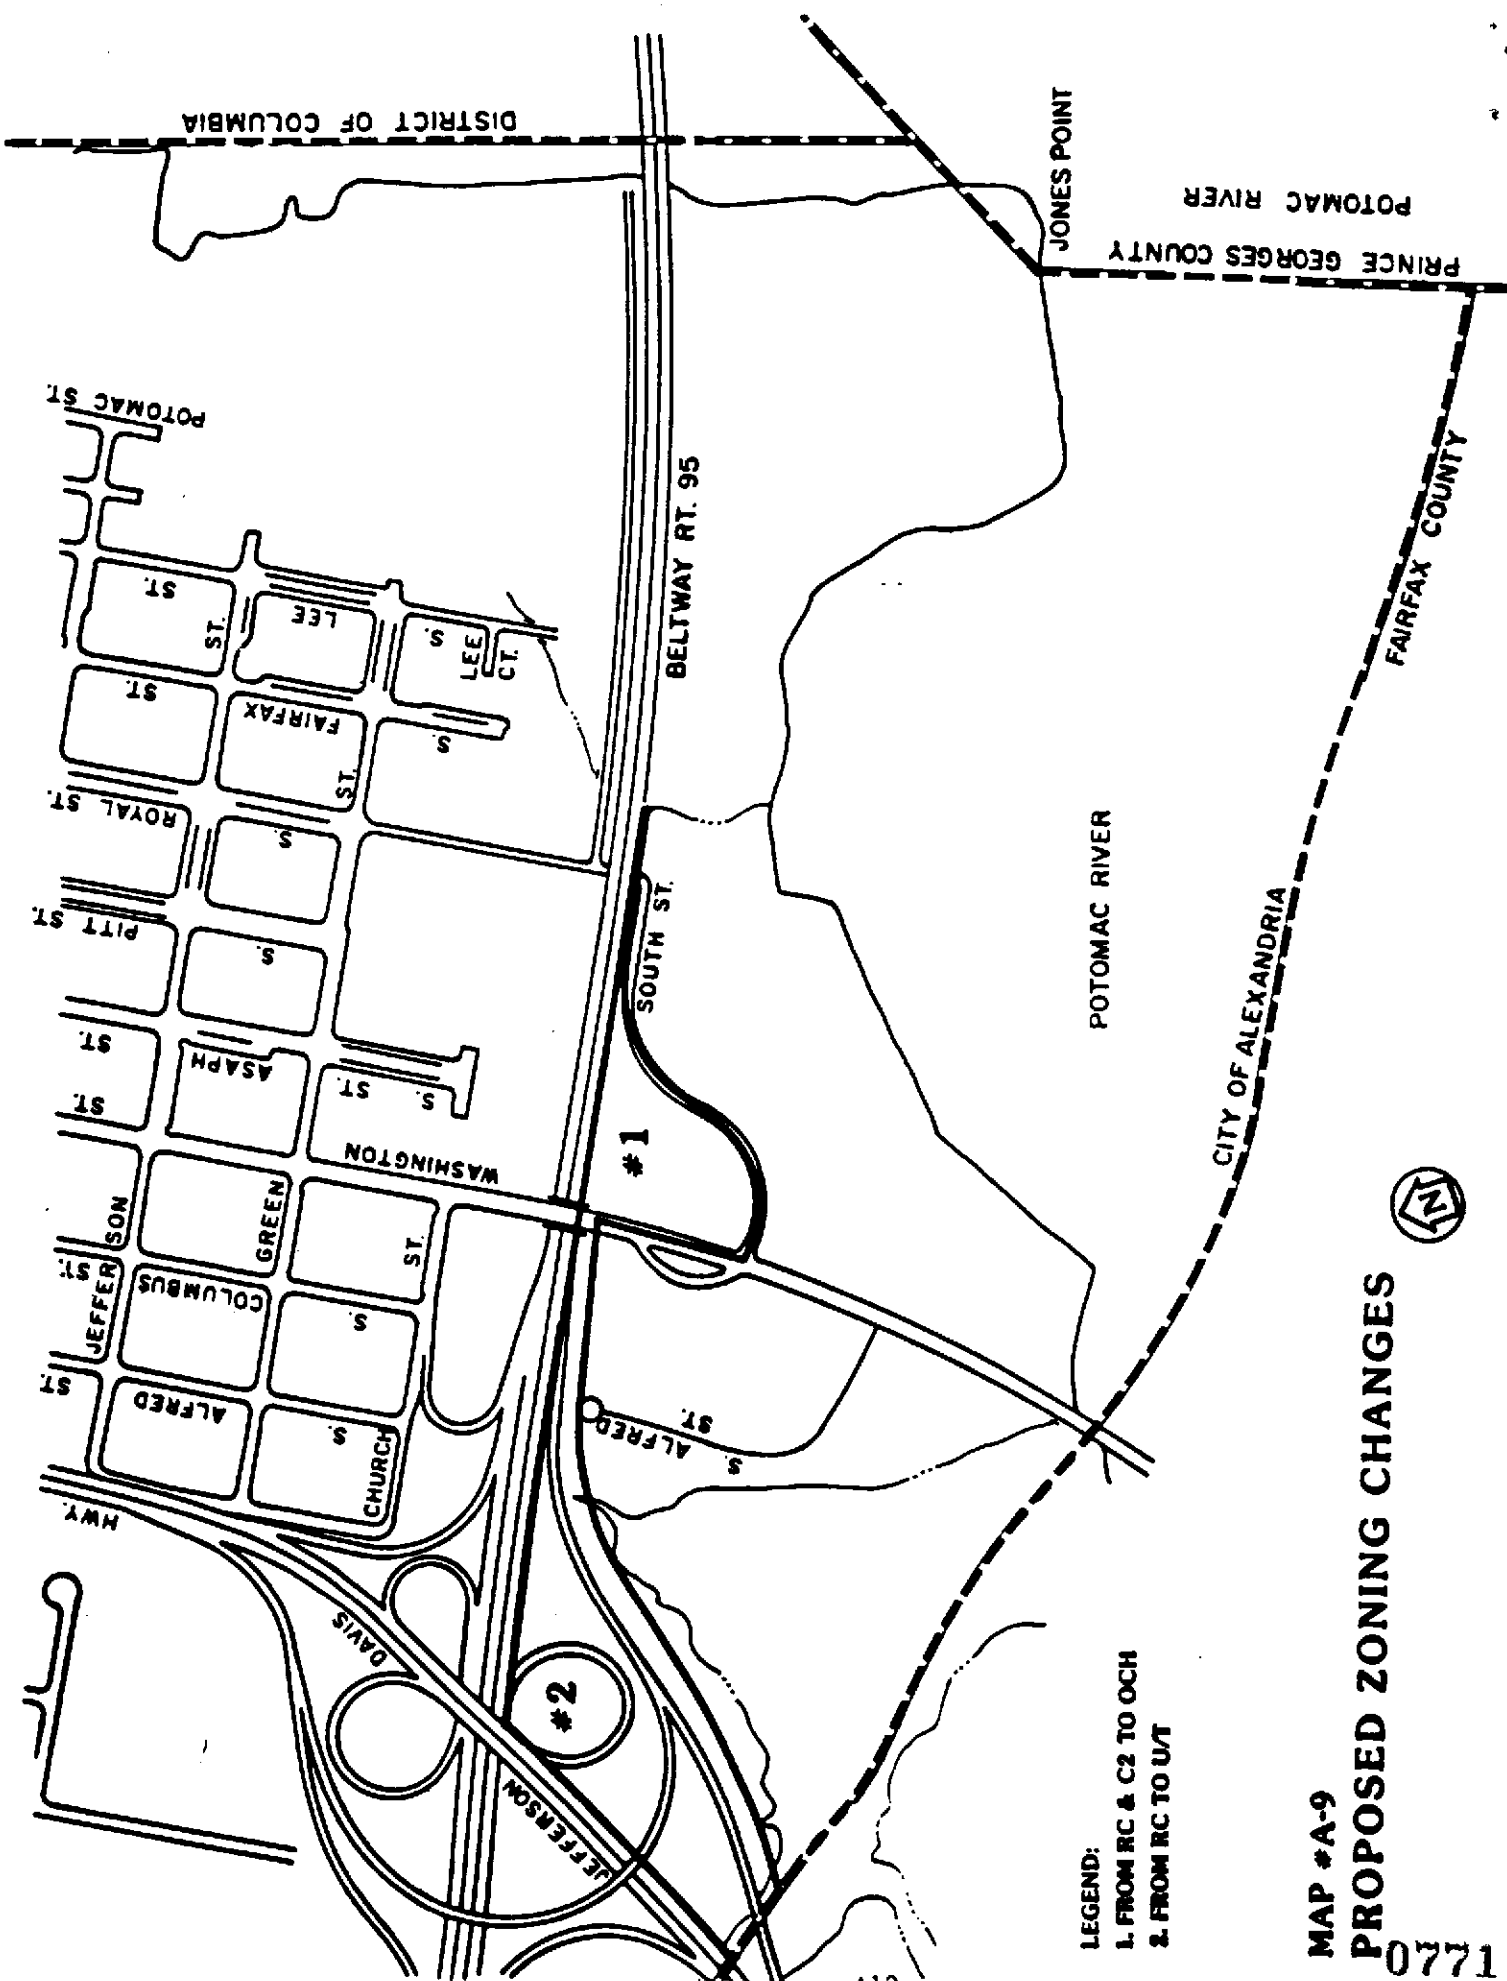 DISTRICT OF COLUMBIA
JONES POINT
POTOMAC RIVER
PRINCE GEORGES COUNTY
POTOMAC ST.
ST.
ST.
LEE
S.
LEE
CT.
BELTWAY RT. 95
FAIRFAX COUNTY
ST.
FAIRFAX
S.
ST.
ROYAL ST.
S.
PITT ST.
S.
SOUTH ST.
POTOMAC RIVER
CITY OF ALEXANDRIA
ST.
ASAPH
ST.
S.
ST.
WASHINGTON
#1
JEFFERSON
GREEN
ST.
ST.
COLUMBUS
S.
ST.
ALFRED
S.
CHURCH
S. ALFRED
ST.
N
HWY.
DAVIS
JEFFERSON
#2
LEGEND:
1. FROM RC & C2 TO OCH
2. FROM RC TO U/T
MAP #A-9
PROPOSED ZONING CHANGES
0771